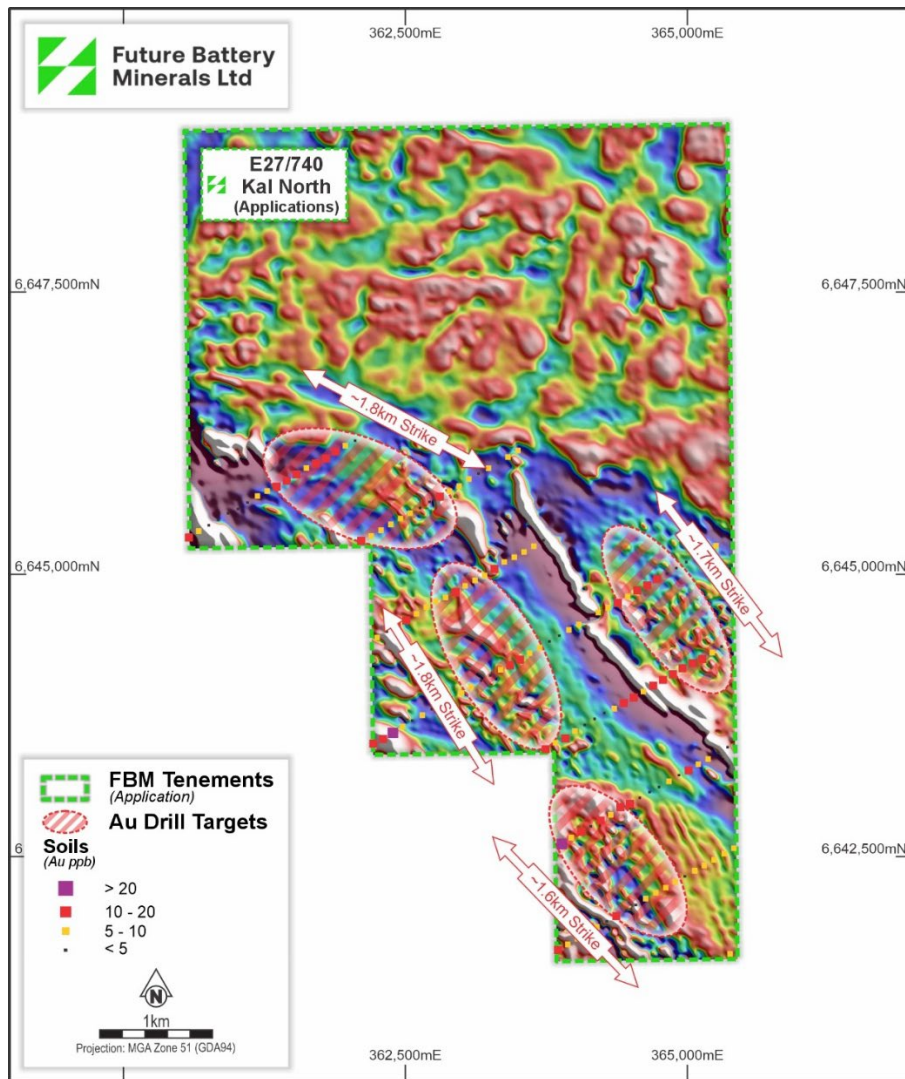 362,500mE
365,000mE
Future Battery
Minerals Ltd
E27/740
Kal North
(Applications)
6,647,500mN
6,647,500mN
~1.8km Strike
6,645,000mN
6,645,000mN
~1.7km Strike
~1.8km Strike
FBM Tenements
(Application)
Au Drill Targets
Soils
(Au ppb)
> 20
10 - 20
5 - 10
< 5
N
1km
Projection: MGA Zone 51 (GDA94)
6,642,500mN
~1.6km Strike
362,500mE
365,000mE